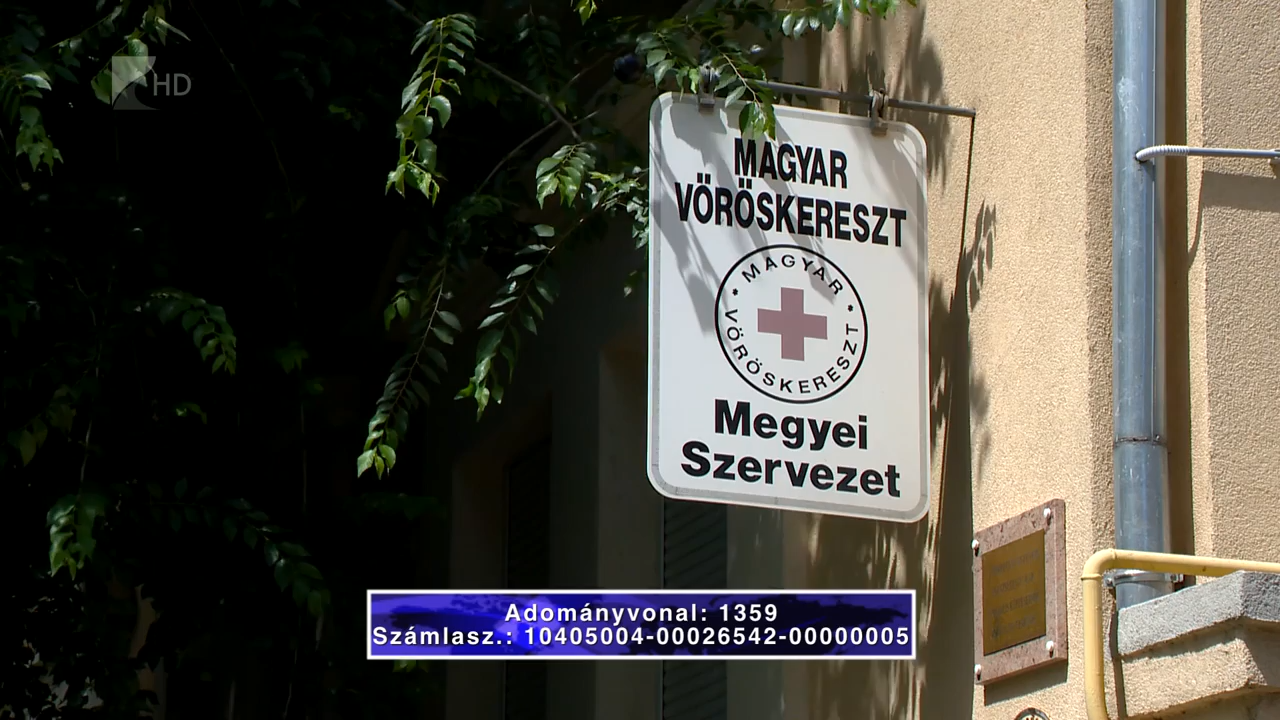 HD
MAGYAR
VÖRÖSKERESZT
MAGYAR
VÖRÖSKERESZT
Megyei
Szervezet
Adományvonal: 1359
Számlasz.: 10405004-00026542-00000005